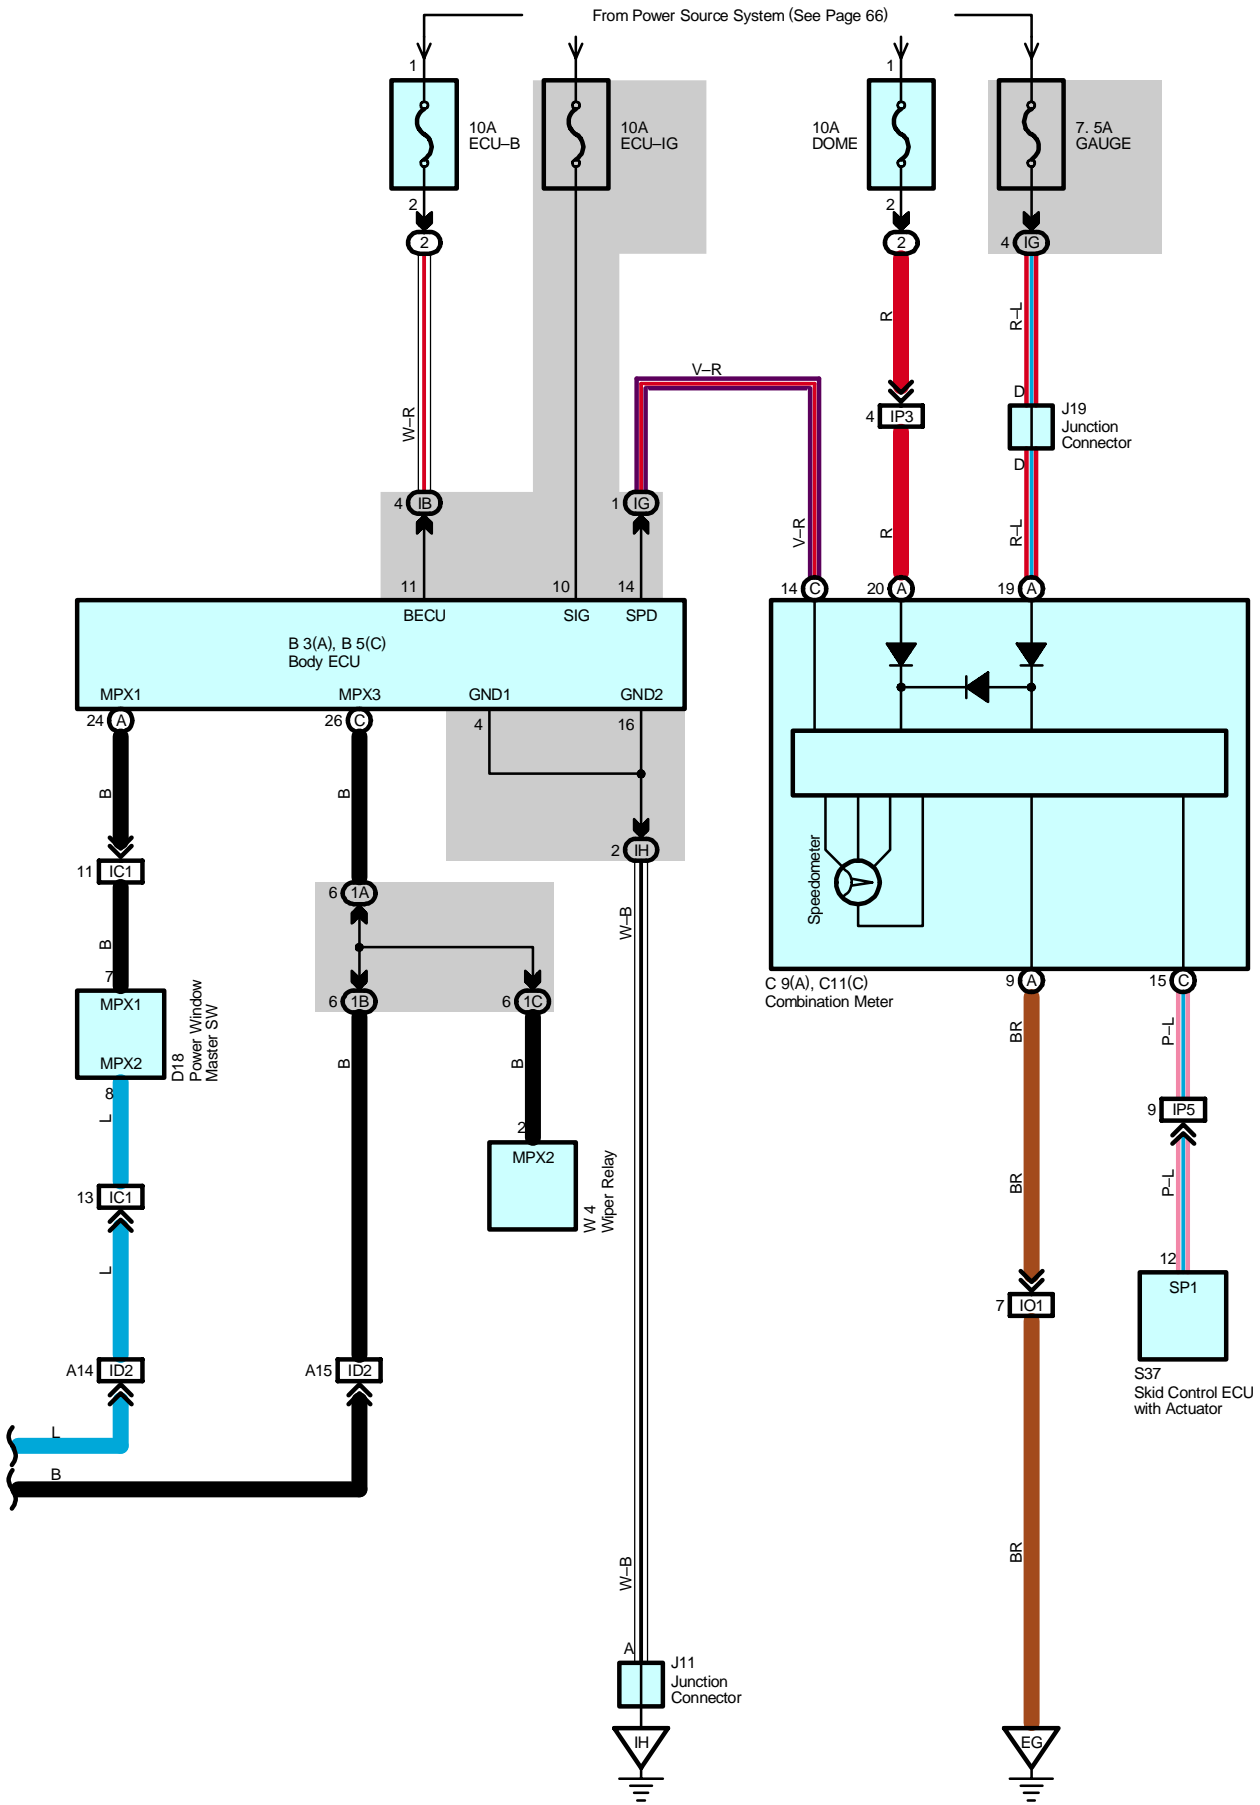 From Power Source System (See Page 66)
1
1
10A
ECU–B
10A
ECU–IG
10A
DOME
7. 5A
GAUGE
2
2
2
2
4 IG
R
R–L
V–R
D
W–R
4 IP3
J19
Junction
Connector
D
4 IB
1 IG
V–R
R
R–L
11
10
14
14 C
20 A
19 A
BECU
SIG
SPD
B 3(A), B 5(C)
Body ECU
MPX1
MPX3
GND1
GND2
24 A
26 C
4
16
B
B
2 IH
11 IC1
6 1A
Speedometer
W–B
B
7
6 1B
6 1C
C 9(A), C11(C)
Combination Meter
9 A
15 C
MPX1
MPX2
D18
Power Window
Master SW
B
B
BR
P–L
8
L
2
9 IP5
MPX2
W 4
Wiper Relay
13 IC1
BR
P–L
L
12
SP1
7 IO1
A14 ID2
A15 ID2
S37
Skid Control ECU
with Actuator
L
B
BR
W–B
A
J11
Junction
Connector
IH
EG